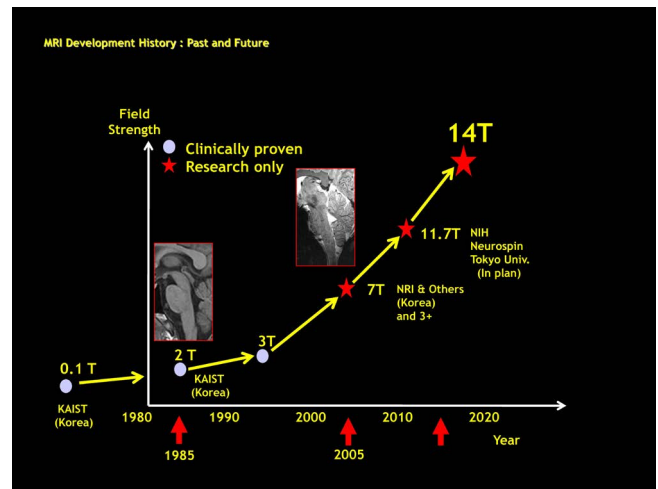 MRI Development History : Past and Future
Field
Strength
Clinically proven
Research only
14T
11.7T
NIH
Neurospin
Tokyo Univ.
(In plan)
7T
NRI & Others
(Korea)
and 3+
3T
2 T
KAIST
(Korea)
0.1 T
KAIST
(Korea)
1980
1990
2000
2010
2020
Year
1985
2005